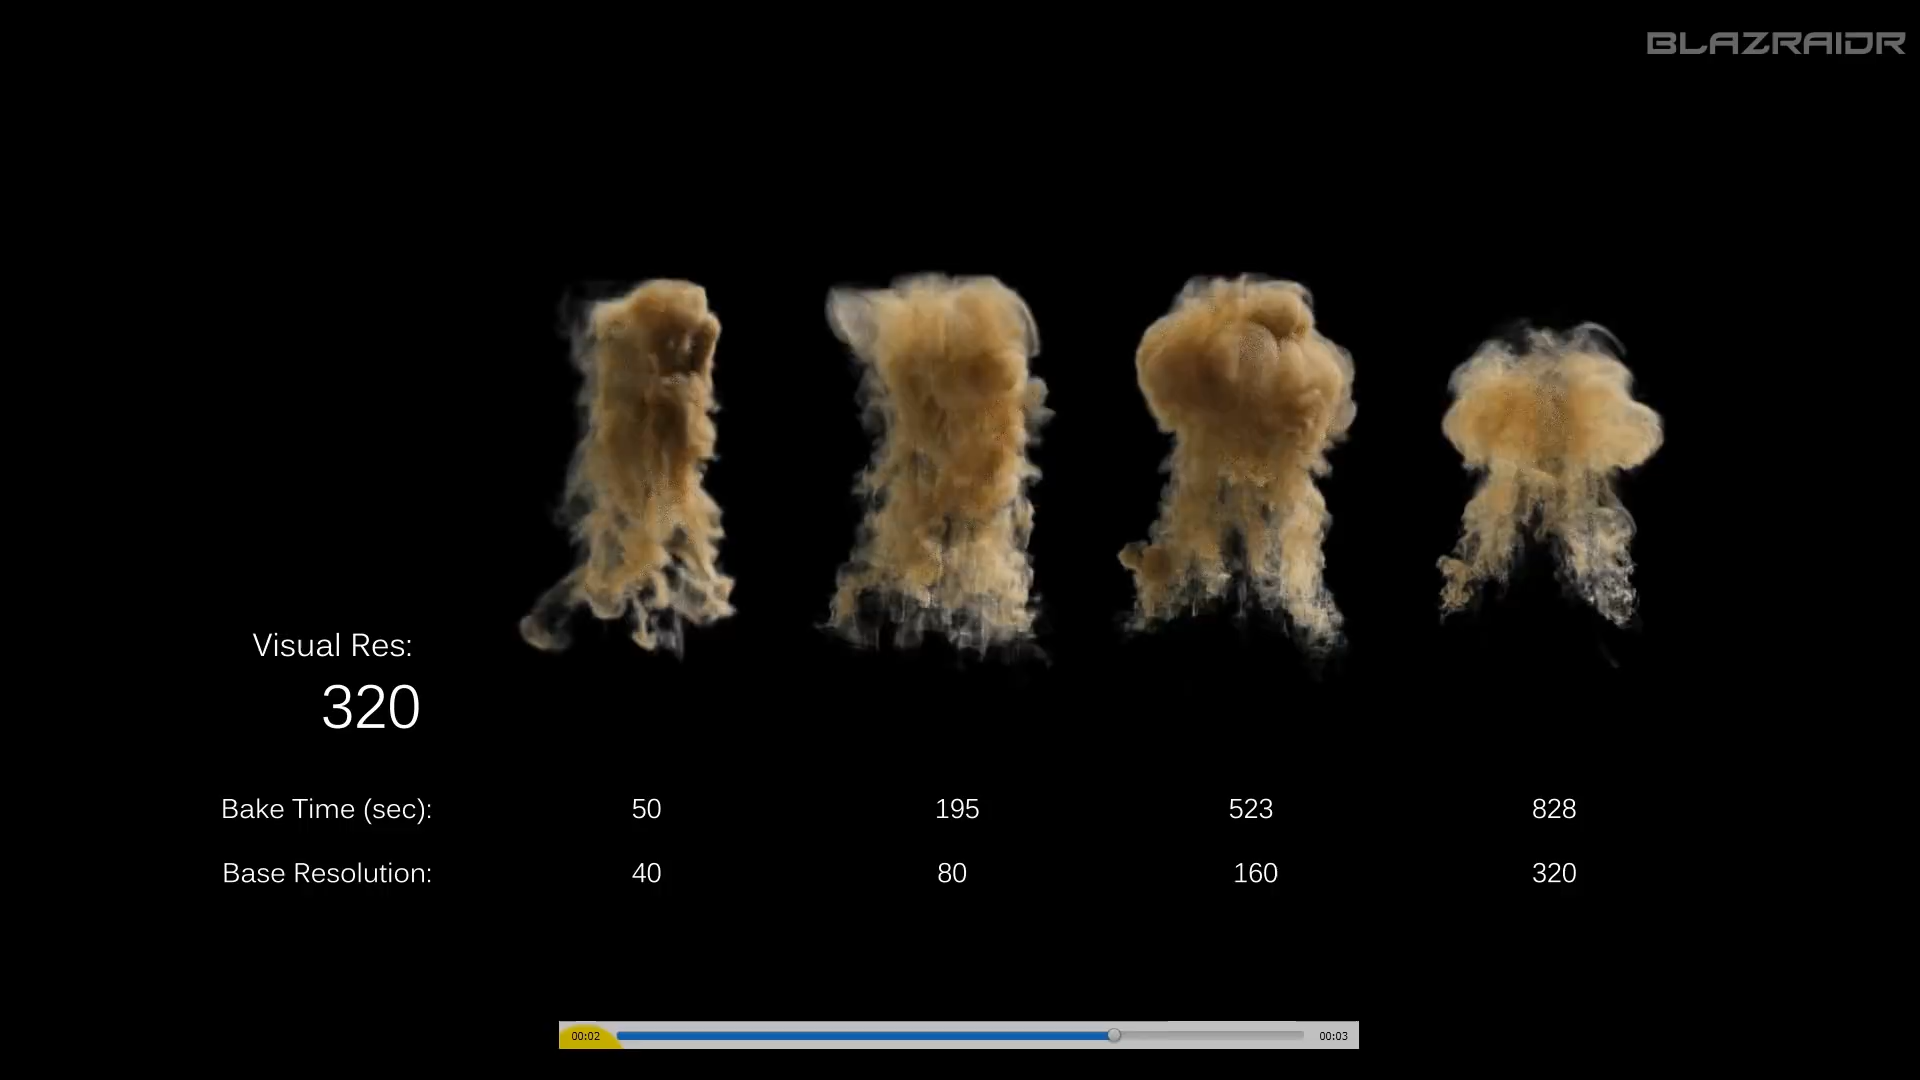 BLAZRAIDR
Visual Res:
320
Bake Time (sec): 50 195 523 828
Base Resolution: 40 80 160 320
00:02 00:03